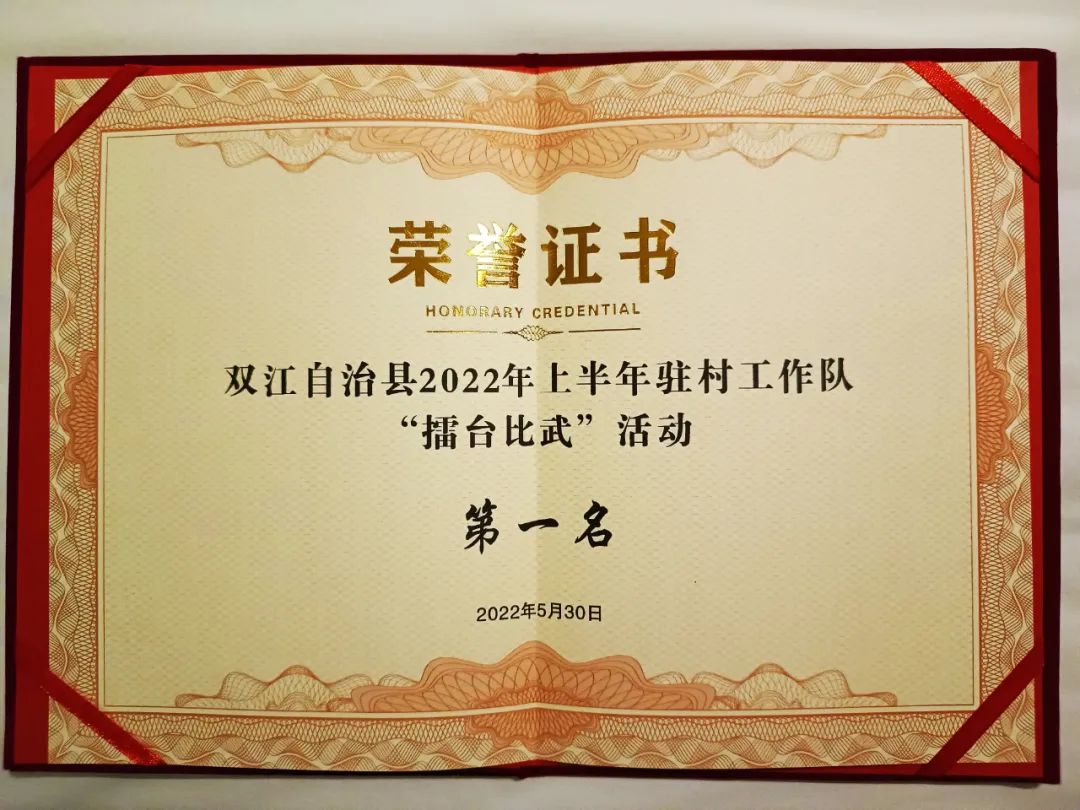 荣誉证书
HONORARY CREDENTIAL
双江自治县2022年上半年驻村工作队
“擂台比武”活动
第一名
2022年5月30日